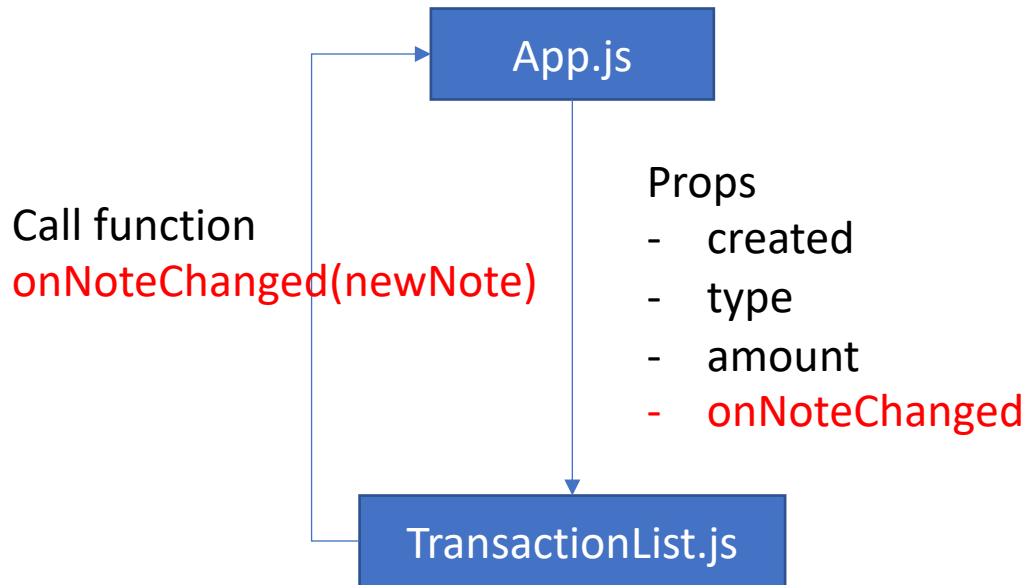 App.js
Call function
onNoteChanged(newNote)
Props
- created
- type
- amount
- onNoteChanged
TransactionList.js